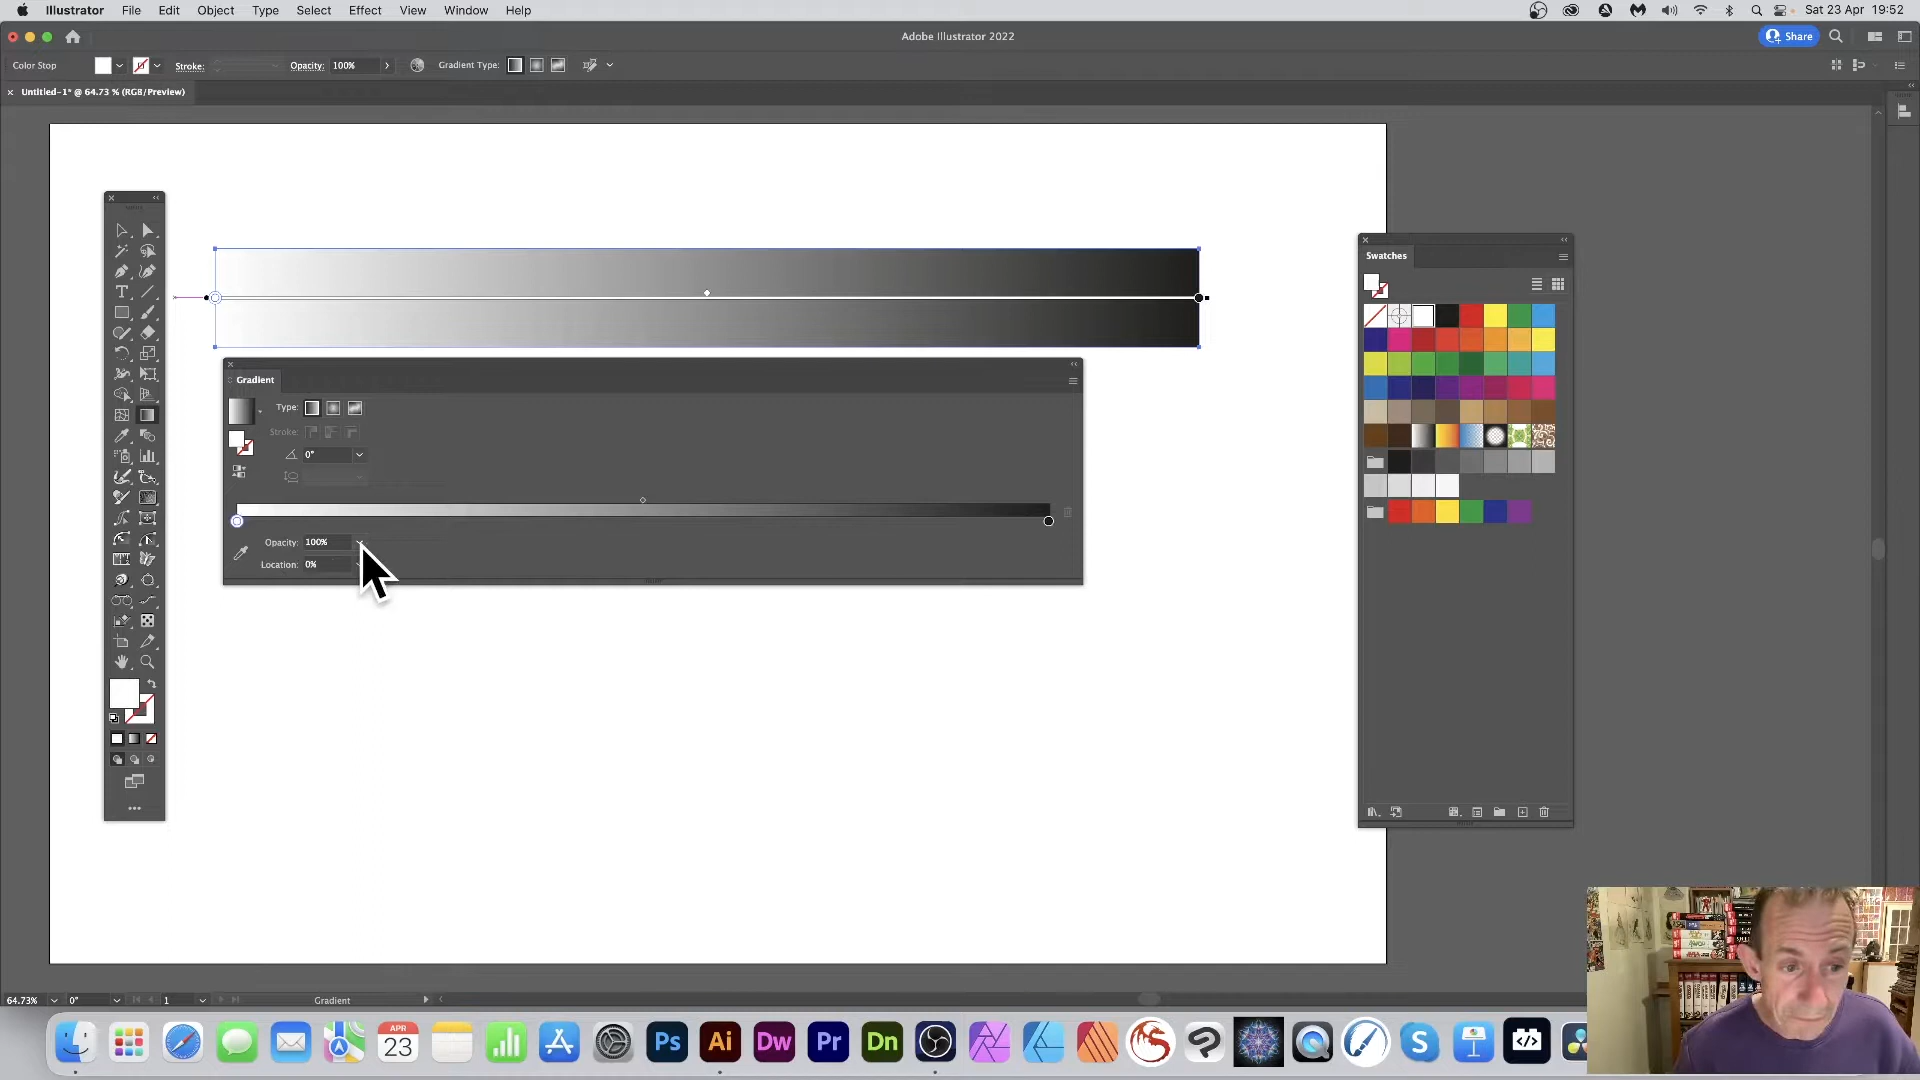 Illustrator File Edit Object Type Select Effect View Window Help Sat 23 Apr 19:52
Adobe Illustrator 2022 Share
Color Stop Stroke: Opacity: 100% Gradient Type:
× Untitled-1* @ 64.73 % (RGB/Preview)
Swatches
Gradient
Type:
Stroke:
0°
Opacity: 100%
Location: 0%
64.73% 0° 1 Gradient
APR
23
Ps Ai Dw Pr Dn